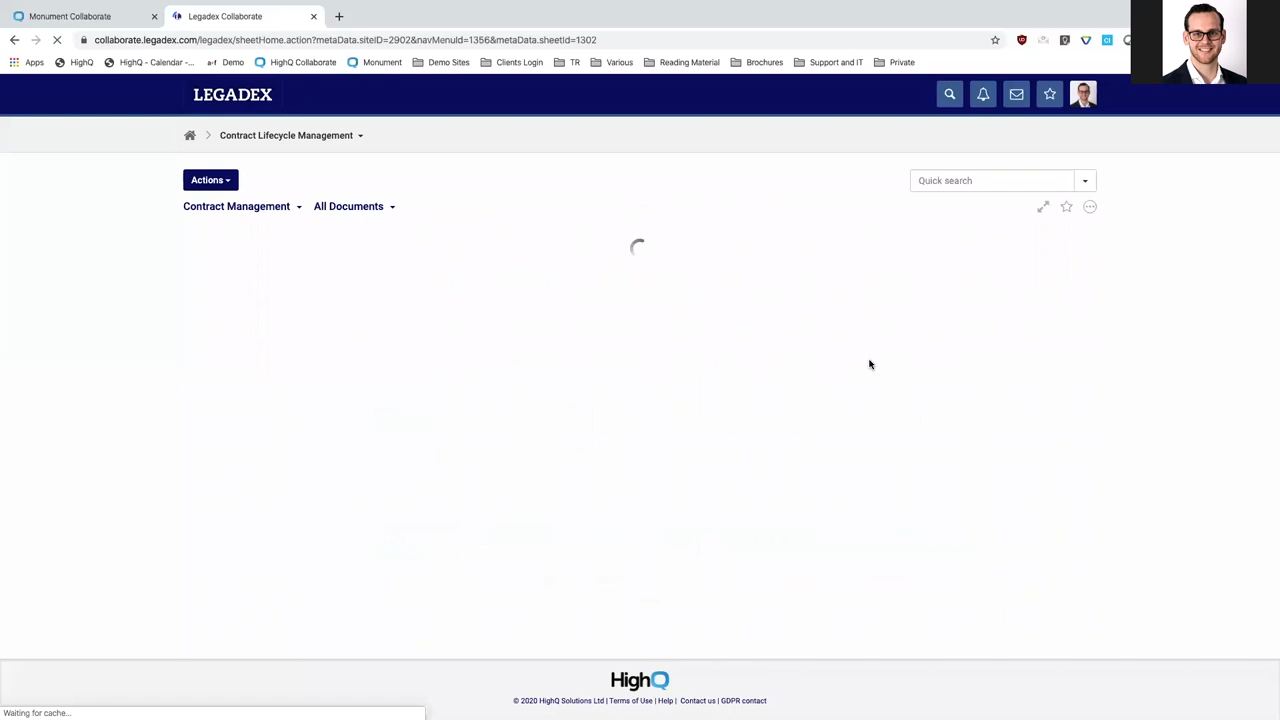 Monument Collaborate
Legadex Collaborate
collaborate.legadex.com/legadex/sheetHome.action?metaData.siteID=2902&navMenuId=1356&metaData.sheetId=1302
Apps HighQ HighQ - Calendar -... Demo HighQ Collaborate Monument Demo Sites Clients Login TR Various Reading Material Brochures Support and IT Private
LEGADEX
Contract Lifecycle Management
Actions
Quick search
Contract Management All Documents
HighQ
© 2020 HighQ Solutions Ltd | Terms of Use | Help | Contact us | GDPR contact
Waiting for cache...